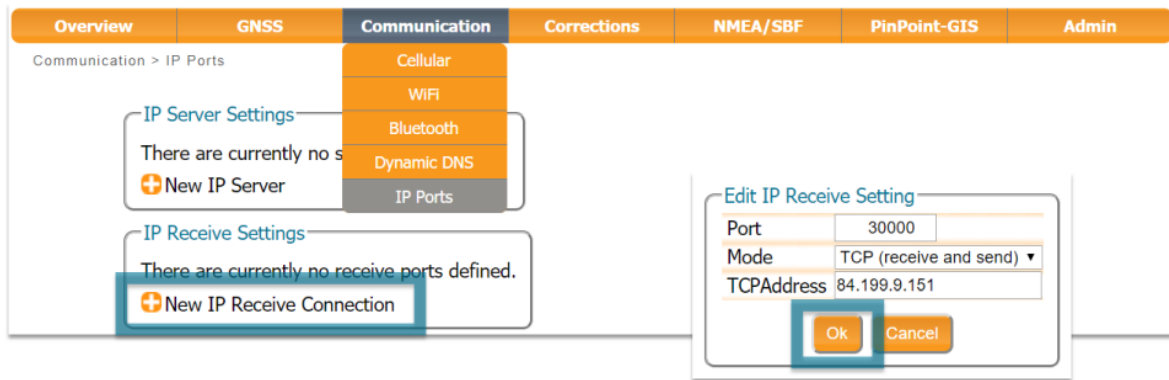 Overview GNSS Communication Corrections NMEA/SBF PinPoint-GIS Admin
Communication > IP Ports
Cellular
WiFi
Bluetooth
Dynamic DNS
IP Ports
IP Server Settings
There are currently no s
New IP Server
IP Receive Settings
There are currently no receive ports defined.
New IP Receive Connection
Edit IP Receive Setting
Port 30000
Mode TCP (receive and send)
TCPAddress 84.199.9.151
Ok Cancel